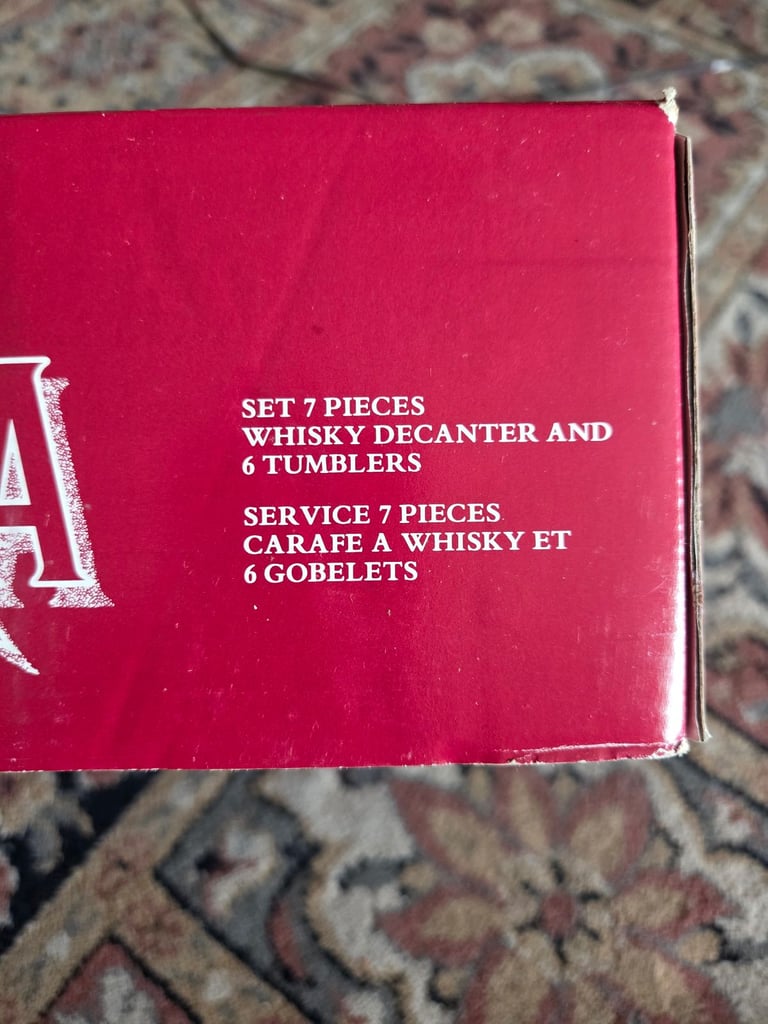 A
SET 7 PIECES
WHISKY DECANTER AND
6 TUMBLERS
SERVICE 7 PIECES
CARAFE A WHISKY ET
6 GOBELETS